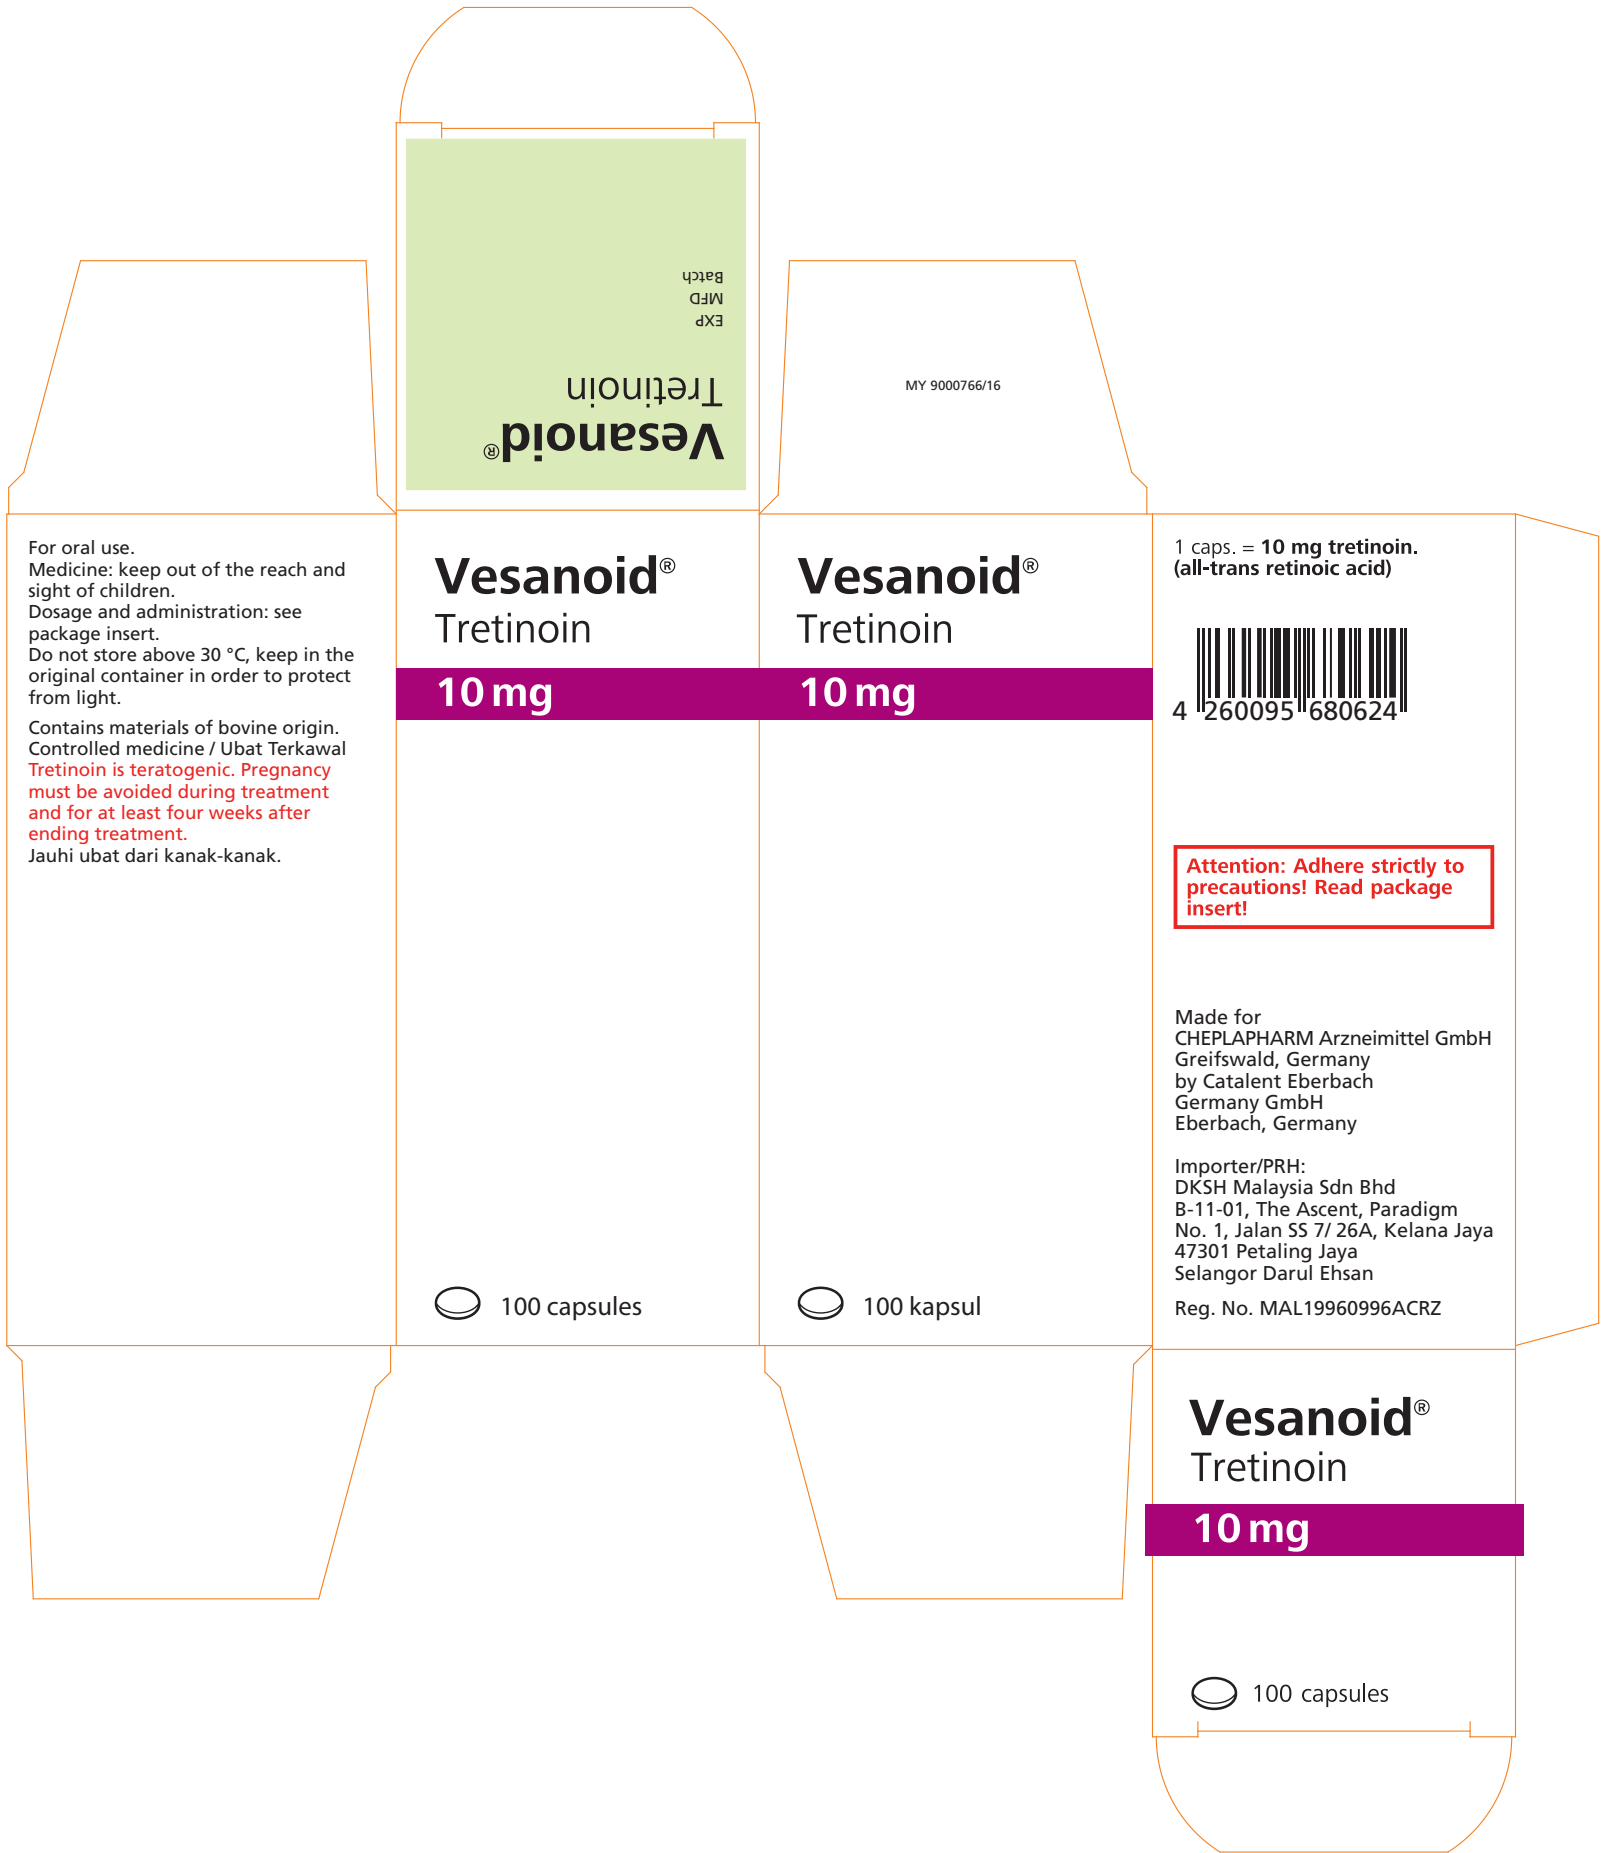 Batch
MFD
EXP
Tretinoin
Vesanoid®
MY 9000766/16
For oral use.
Medicine: keep out of the reach and
sight of children.
Dosage and administration: see
package insert.
Do not store above 30 °C, keep in the
original container in order to protect
from light.
Contains materials of bovine origin.
Controlled medicine / Ubat Terkawal
Tretinoin is teratogenic. Pregnancy
must be avoided during treatment
and for at least four weeks after
ending treatment.
Jauhi ubat dari kanak-kanak.
Vesanoid®
Tretinoin
10 mg
100 capsules
Vesanoid®
Tretinoin
10 mg
100 kapsul
1 caps. = 10 mg tretinoin.
(all-trans retinoic acid)
4 260095 680624
Attention: Adhere strictly to
precautions! Read package
insert!
Made for
CHEPLAPHARM Arzneimittel GmbH
Greifswald, Germany
by Catalent Eberbach
Germany GmbH
Eberbach, Germany
Importer/PRH:
DKSH Malaysia Sdn Bhd
B-11-01, The Ascent, Paradigm
No. 1, Jalan SS 7/ 26A, Kelana Jaya
47301 Petaling Jaya
Selangor Darul Ehsan
Reg. No. MAL19960996ACRZ
Vesanoid®
Tretinoin
10 mg
100 capsules